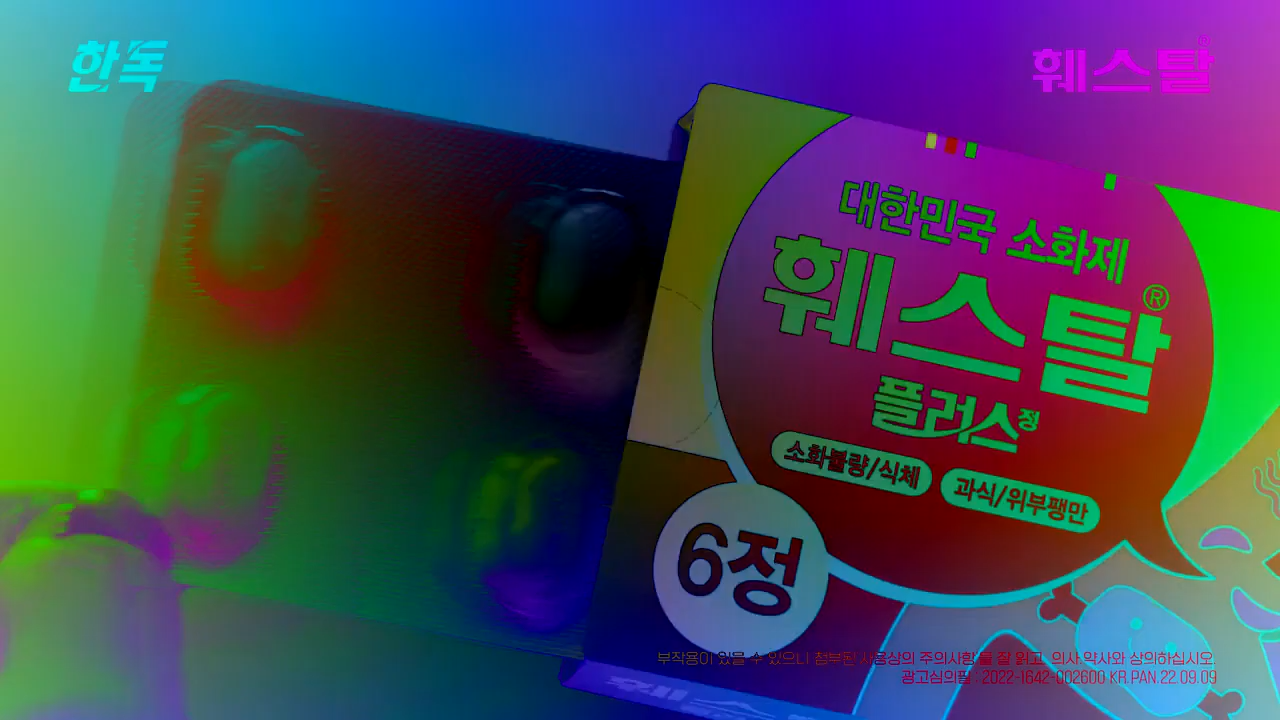 한독
훼스탈®
대한민국 소화제
훼스탈®
플러스정
소화불량/식체
과식/위부팽만
6정
부작용이 있을 수 있으니 첨부된 사용상의 주의사항을 잘 읽고, 의사·약사와 상의하십시오.
광고심의필 : 2022-1642-002600 KR.PAN.22.09.09